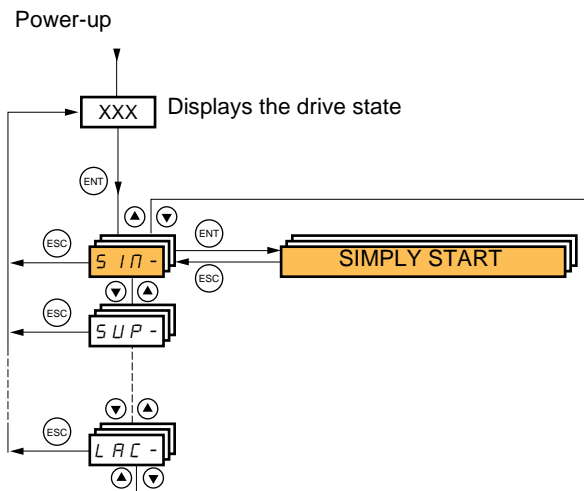 Power-up
XXX Displays the drive state
ENT
ESC SIM- ENT SIMPLY START
ESC
ESC SUP-
ESC LAC-